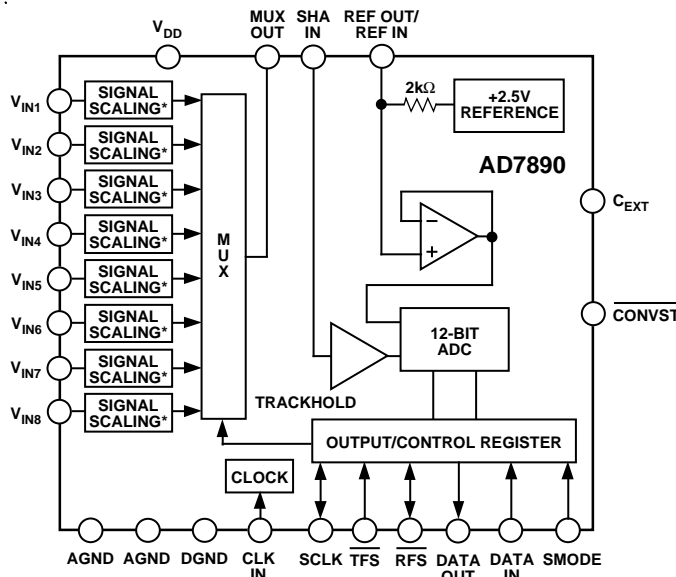 V_DD
MUX OUT
SHA IN
REF OUT/ REF IN
V_IN1
SIGNAL SCALING*
V_IN2
SIGNAL SCALING*
V_IN3
SIGNAL SCALING*
V_IN4
SIGNAL SCALING*
V_IN5
SIGNAL SCALING*
V_IN6
SIGNAL SCALING*
V_IN7
SIGNAL SCALING*
V_IN8
SIGNAL SCALING*
MUX
2kΩ
+2.5V
REFERENCE
AD7890
C_EXT
−
+
CONVST
12-BIT
ADC
TRACKHOLD
OUTPUT/CONTROL REGISTER
CLOCK
AGND
AGND
DGND
CLK IN
SCLK
TFS
RFS
DATA OUT
DATA IN
SMODE